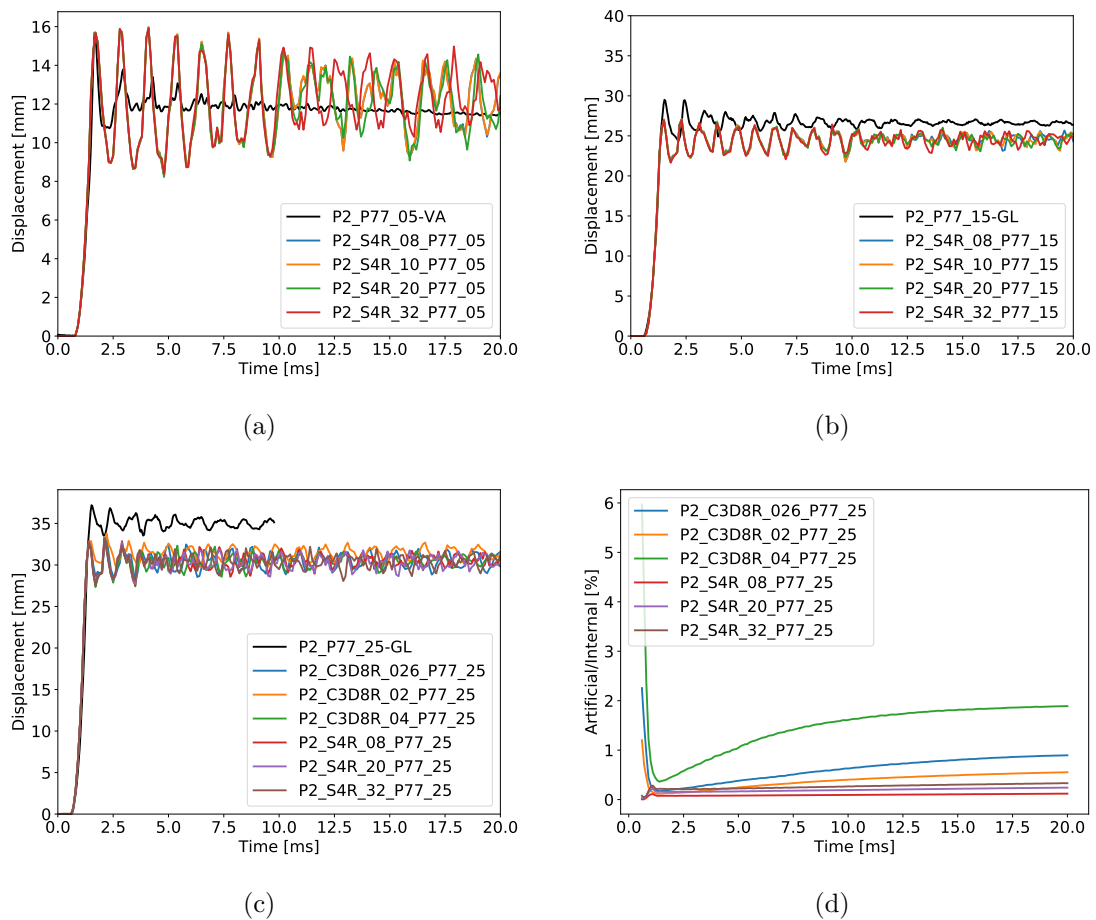 16
14
12
10
8
6
4
2
0
Displacement [mm]
P2_P77_05-VA
P2_S4R_08_P77_05
P2_S4R_10_P77_05
P2_S4R_20_P77_05
P2_S4R_32_P77_05
0.0 2.5 5.0 7.5 10.0 12.5 15.0 17.5 20.0
Time [ms]
(a)
40
35
30
25
20
15
10
5
0
Displacement [mm]
P2_P77_15-GL
P2_S4R_08_P77_15
P2_S4R_10_P77_15
P2_S4R_20_P77_15
P2_S4R_32_P77_15
0.0 2.5 5.0 7.5 10.0 12.5 15.0 17.5 20.0
Time [ms]
(b)
35
30
25
20
15
10
5
0
Displacement [mm]
P2_P77_25-GL
P2_C3D8R_026_P77_25
P2_C3D8R_02_P77_25
P2_C3D8R_04_P77_25
P2_S4R_08_P77_25
P2_S4R_20_P77_25
P2_S4R_32_P77_25
0.0 2.5 5.0 7.5 10.0 12.5 15.0 17.5 20.0
Time [ms]
(c)
6
5
4
3
2
1
0
Artificial/Internal [%]
P2_C3D8R_026_P77_25
P2_C3D8R_02_P77_25
P2_C3D8R_04_P77_25
P2_S4R_08_P77_25
P2_S4R_20_P77_25
P2_S4R_32_P77_25
0.0 2.5 5.0 7.5 10.0 12.5 15.0 17.5 20.0
Time [ms]
(d)